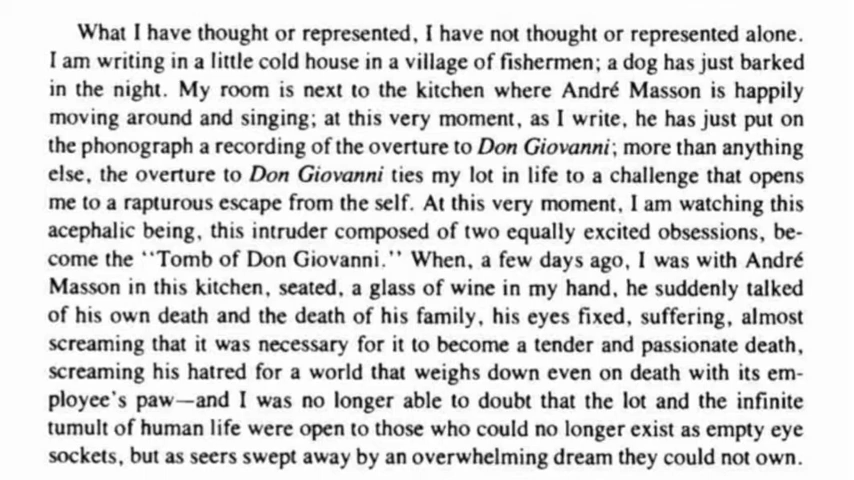 What I have thought or represented, I have not thought or represented alone.
I am writing in a little cold house in a village of fishermen; a dog has just barked
in the night. My room is next to the kitchen where André Masson is happily
moving around and singing; at this very moment, as I write, he has just put on
the phonograph a recording of the overture to Don Giovanni; more than anything
else, the overture to Don Giovanni ties my lot in life to a challenge that opens
me to a rapturous escape from the self. At this very moment, I am watching this
acephalic being, this intruder composed of two equally excited obsessions, be-
come the "Tomb of Don Giovanni." When, a few days ago, I was with André
Masson in this kitchen, seated, a glass of wine in my hand, he suddenly talked
of his own death and the death of his family, his eyes fixed, suffering, almost
screaming that it was necessary for it to become a tender and passionate death,
screaming his hatred for a world that weighs down even on death with its em-
ployee's paw—and I was no longer able to doubt that the lot and the infinite
tumult of human life were open to those who could no longer exist as empty eye
sockets, but as seers swept away by an overwhelming dream they could not own.